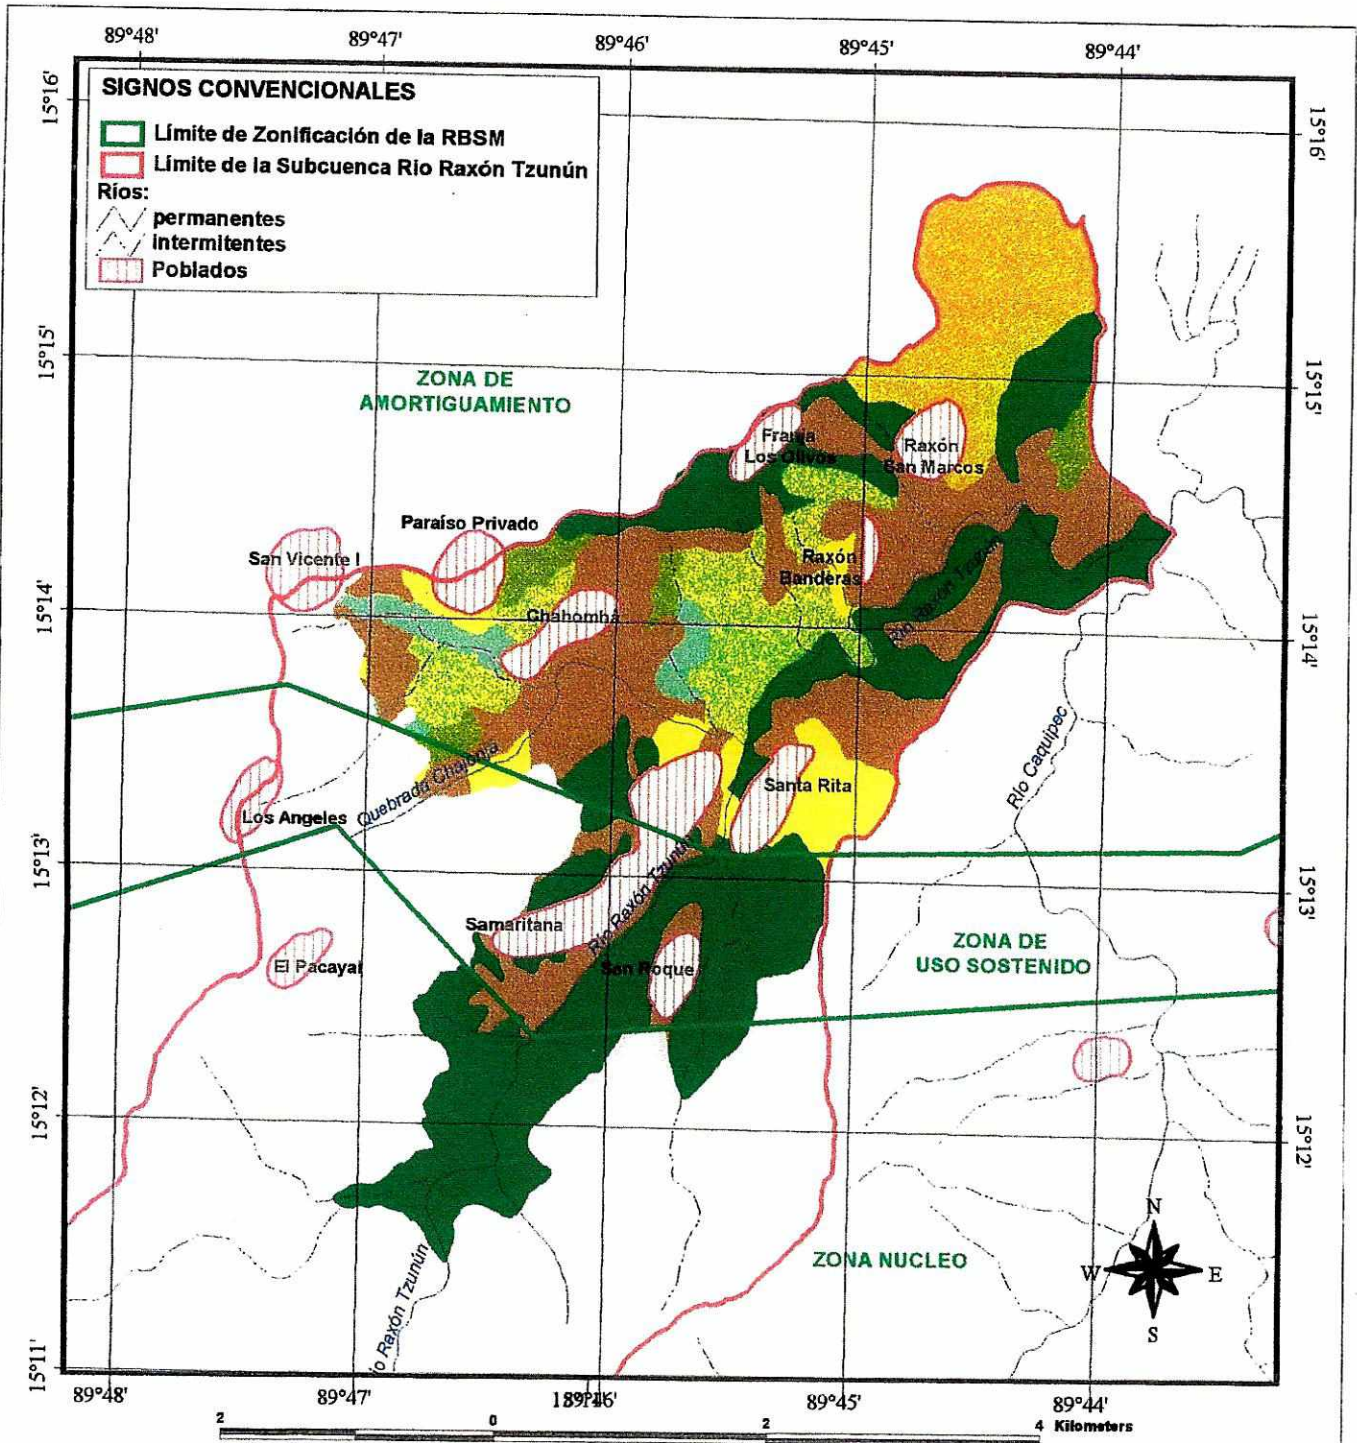 89°48' 89°47' 89°46' 89°45' 89°44'
15°16'
15°16'
SIGNOS CONVENCIONALES
Límite de Zonificación de la RBSM
Límite de la Subcuenca Rio Raxón Tzunún
Ríos:
permanentes
intermitentes
Poblados
15°15'
15°15'
ZONA DE
AMORTIGUAMIENTO
Franja
Los Olivos
Raxón
San Marcos
Paraíso Privado
San Vicente I
Raxón
Banderas
Río Raxón Tzunún
Chahombá
15°14'
15°14'
Río Caquipec
Quebrada Chajonja
Santa Rita
Los Angeles
15°13'
15°13'
Río Raxón Tzunún
Samaritana
San Roque
El Pacayal
ZONA DE
USO SOSTENIDO
15°12'
15°12'
ZONA NUCLEO
N
W E
S
io Raxón Tzunún
15°11'
89°48' 89°47' 89°45' 89°44'
2 0 2 4 Kilometers